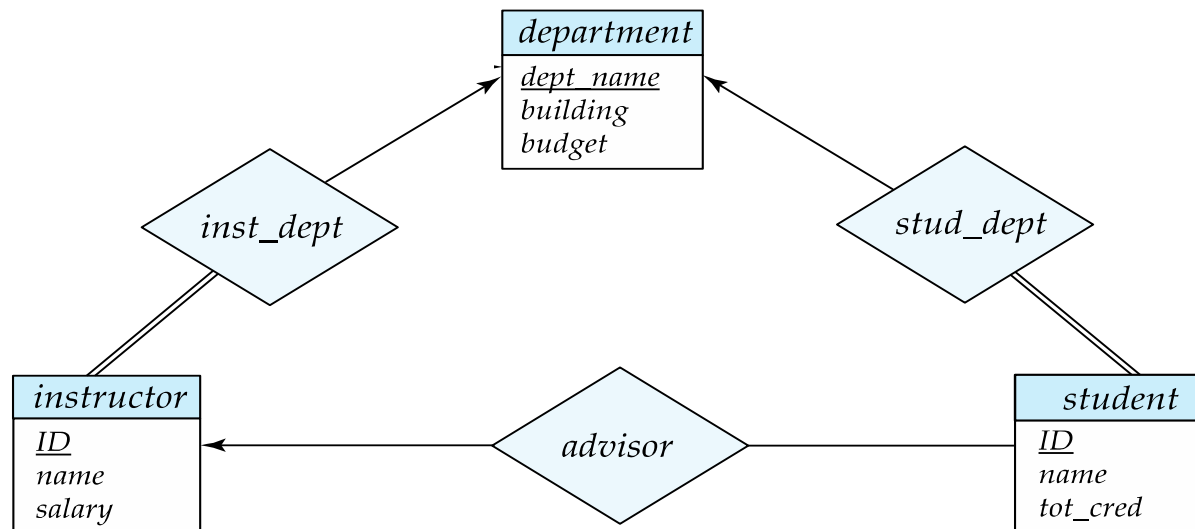 department
dept_name
building
budget
inst_dept
stud_dept
instructor
ID
name
salary
advisor
student
ID
name
tot_cred